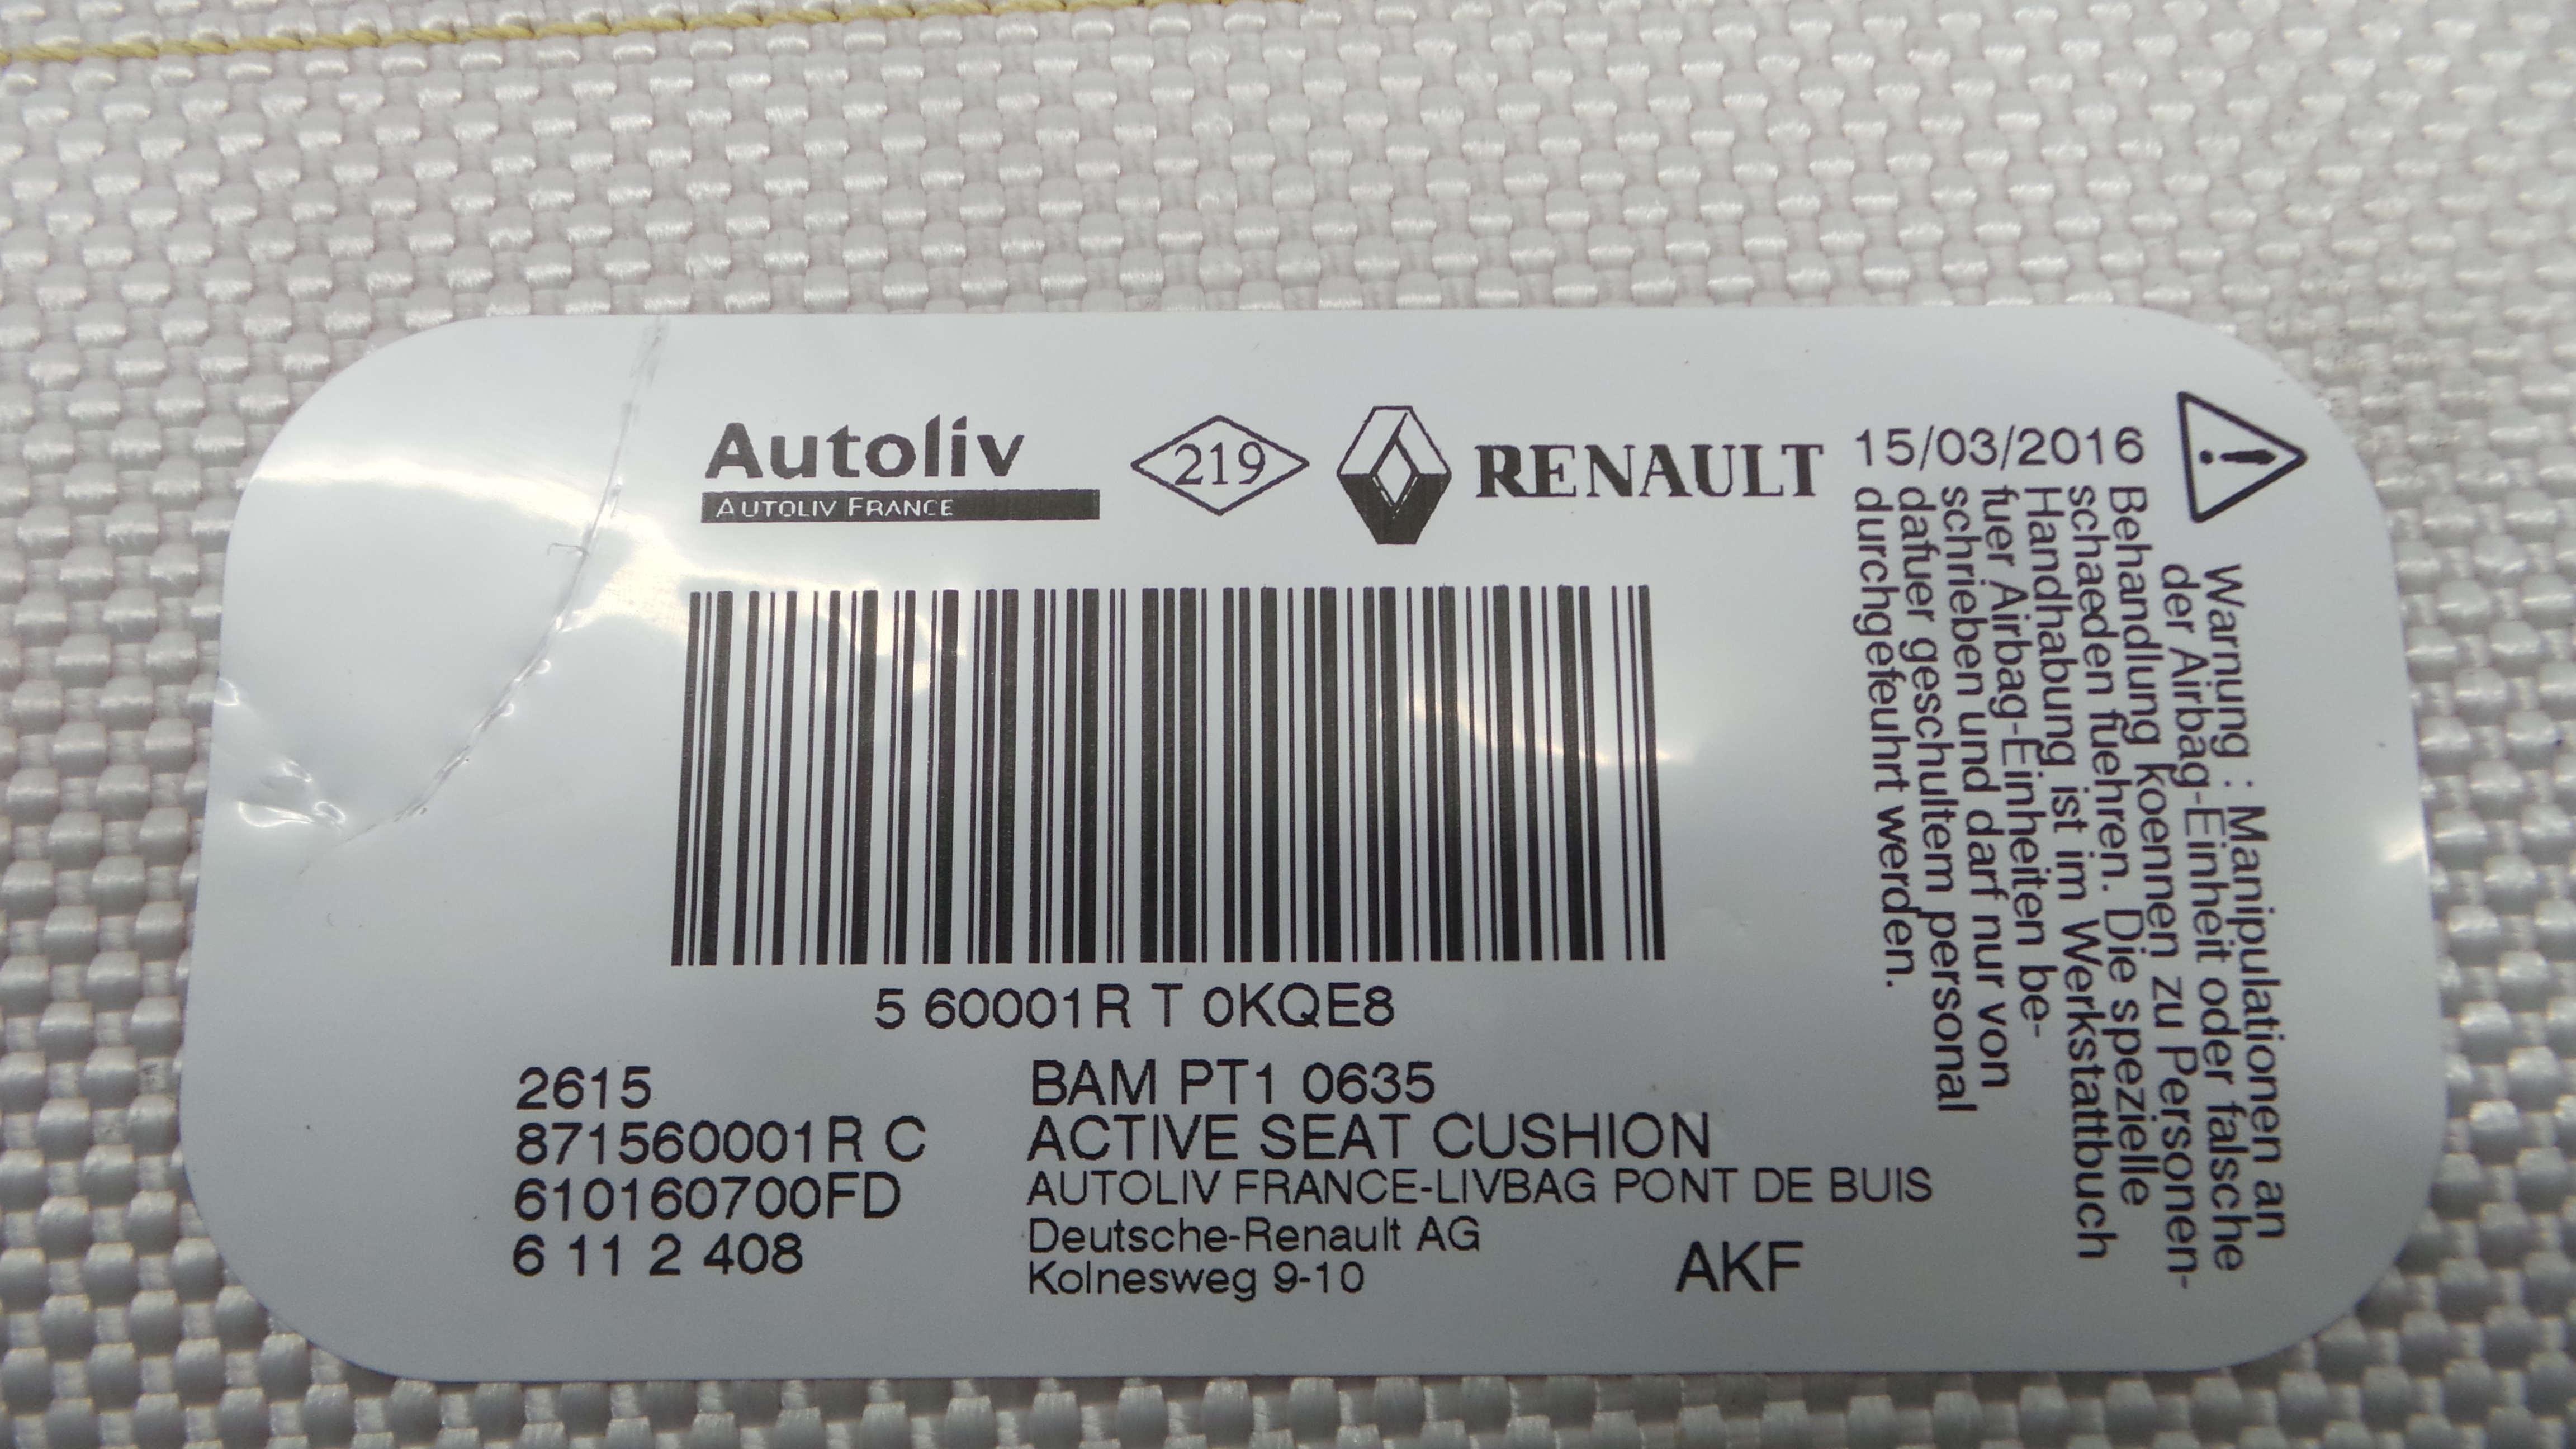 Autoliv
AUTOLIV FRANCE
219
RENAULT
15/03/2016
5 60001R T 0KQE8
2615
871560001R C
610160700FD
6 11 2 408
BAM PT1 0635
ACTIVE SEAT CUSHION
AUTOLIV FRANCE-LIVBAG PONT DE BUIS
Deutsche-Renault AG
Kolnesweg 9-10
AKF
Warnung : Manipulationen an
der Airbag-Einheit oder falsche
Behandlung koennen zu Personen-
schaeden fuehren. Die spezielle
Handhabung ist im Werkstattbuch
fuer Airbag-Einheiten be-
schrieben und darf nur von
dafuer geschultem personal
durchgefeuhrt werden.